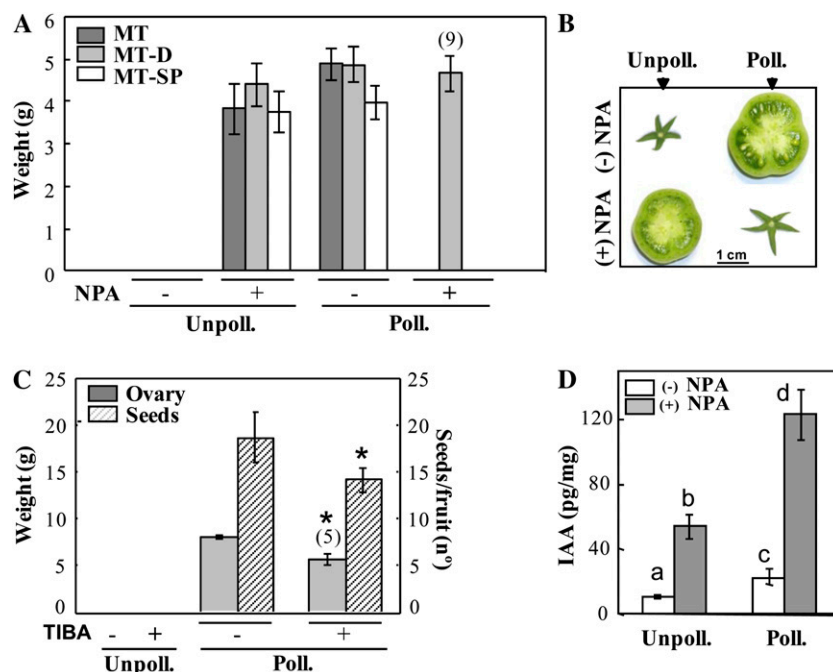 A
MT
MT-D
MT-SP
Weight (g)
6
5
4
3
2
1
0
(9)
NPA
- + - +
Unpoll. Poll.
B
Unpoll. Poll.
(-) NPA
(+) NPA
1 cm
C
Ovary
Seeds
Weight (g)
25
20
15
10
5
0
*
*
(5)
25
20
15
10
5
0
Seeds/fruit (nº)
TIBA - + - +
Unpoll. Poll.
D
(-) NPA
(+) NPA
IAA (pg/mg)
120
80
40
0
a
b
c
d
Unpoll. Poll.